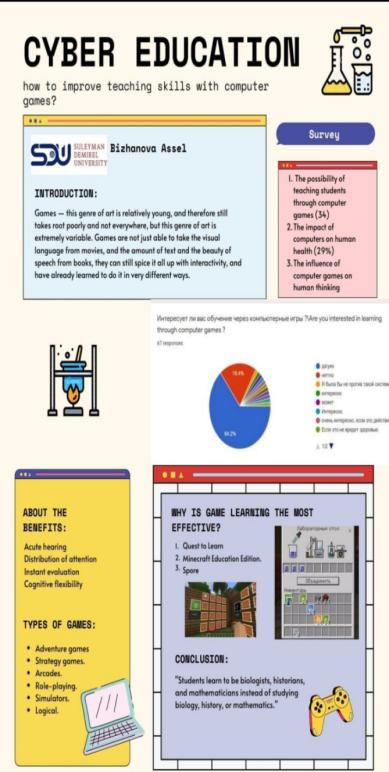 CYBER EDUCATION
how to improve teaching skills with computer
games?
SDU SULEYMAN
DEMIREL
UNIVERSITY
Bizhanova Assel
INTRODUCTION:
Games — this genre of art is relatively young, and therefore still
takes root poorly and not everywhere, but this genre of art is
extremely variable. Games are not just able to take the visual
language from movies, and the amount of text and the beauty of
speech from books, they can still spice it all up with interactivity, and
have already learned to do it in very different ways.
Survey
1. The possibility of
teaching students
through computer
games (34)
2. The impact of
computers on human
health (29%)
3. The influence of
computer games on
human thinking
Интересует ли вас обучение через компьютерные игры ?\Are you interested in learning
through computer games ?
67 responses
64.2%
16.4%
да\yes
нет\no
Я была бы не против такой систем
интересно
может
Интересно
очень интересно, если это действи
Если это не вредит здоровью
ABOUT THE
BENEFITS:
Acute hearing
Distribution of attention
Instant evaluation
Cognitive flexibility
TYPES OF GAMES:
• Adventure games
• Strategy games.
• Arcades.
• Role-playing.
• Simulators.
• Logical.
WHY IS GAME LEARNING THE MOST
EFFECTIVE?
1. Quest to Learn
2. Minecraft Education Edition.
3. Spore
Лабораторный стол
Объединить
Инвентарь
CONCLUSION:
"Students learn to be biologists, historians,
and mathematicians instead of studying
biology, history, or mathematics."